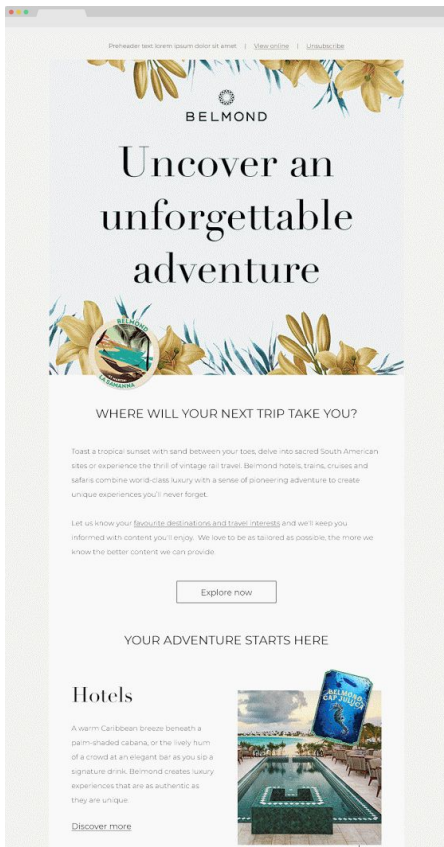 Preheader text lorem ipsum dolor sit amet | View online | Unsubscribe
BELMOND
Uncover an
unforgettable
adventure
BELMOND
LA SAMANNA
WHERE WILL YOUR NEXT TRIP TAKE YOU?
Toast a tropical sunset with sand between your toes, delve into sacred South American
sites or experience the thrill of vintage rail travel. Belmond hotels, trains, cruises and
safaris combine world-class luxury with a sense of pioneering adventure to create
unique experiences you'll never forget.
Let us know your favourite destinations and travel interests and we'll keep you
informed with content you'll enjoy. We love to be as tailored as possible, the more we
know the better content we can provide.
Explore now
YOUR ADVENTURE STARTS HERE
Hotels
BELMOND
CAP JULUCA
A warm Caribbean breeze beneath a
palm-shaded cabana, or the lively hum
of a crowd at an elegant bar as you sip a
signature drink. Belmond creates luxury
experiences that are as authentic as
they are unique.
Discover more